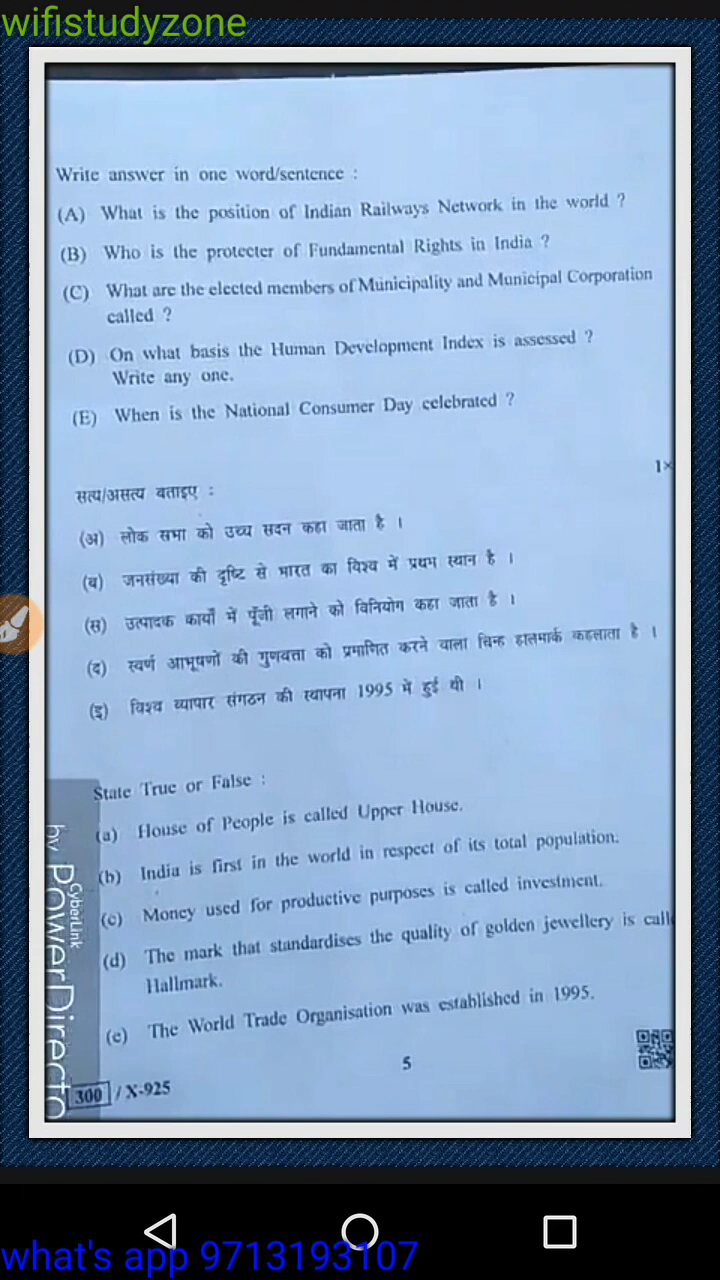 wifistudyzone
Write answer in one word/sentence :
(A) What is the position of Indian Railways Network in the world ?
(B) Who is the protecter of Fundamental Rights in India ?
(C) What are the elected members of Municipality and Municipal Corporation
called ?
(D) On what basis the Human Development Index is assessed ?
Write any one.
(E) When is the National Consumer Day celebrated ?
1×
सत्य/असत्य बताइए :
(अ) लोक सभा को उच्च सदन कहा जाता है ।
(ब) जनसंख्या की दृष्टि से भारत का विश्व में प्रथम स्थान है ।
(स) उत्पादक कार्यों में पूँजी लगाने को विनियोग कहा जाता है ।
(द) स्वर्ण आभूषणों की गुणवत्ता को प्रमाणित करने वाला चिन्ह हालमार्क कहलाता है ।
(इ) विश्व व्यापार संगठन की स्थापना 1995 में हुई थी ।
State True or False :
(a) House of People is called Upper House.
(b) India is first in the world in respect of its total population.
(c) Money used for productive purposes is called investment.
(d) The mark that standardises the quality of golden jewellery is call
Hallmark.
(e) The World Trade Organisation was established in 1995.
5
300 / X-925
by CyberLink
PowerDirecto
what's app 9713193107